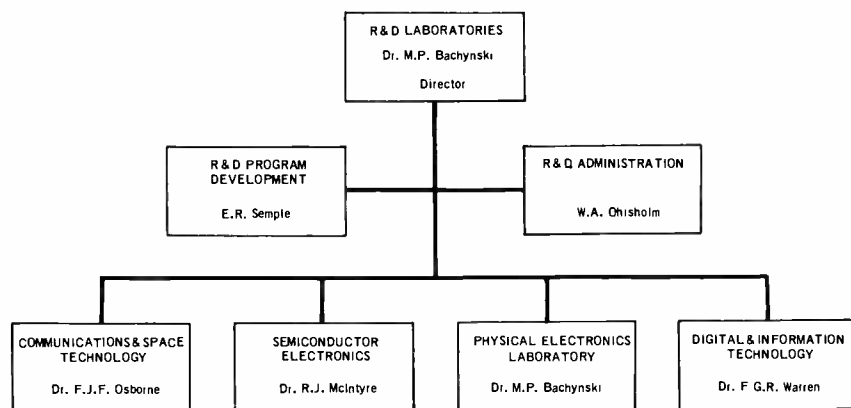 R & D LABORATORIES
Dr. M.P. Bachynski
Director
R & D PROGRAM
DEVELOPMENT
E.R. Semple
R & Q ADMINISTRATION
W.A. Ohisholm
COMMUNICATIONS & SPACE
TECHNOLOGY
Dr. F.J.F. Osborne
SEMICONDUCTOR
ELECTRONICS
Dr. R.J. McIntyre
PHYSICAL ELECTRONICS
LABORATORY
Dr. M.P. Bachynski
DIGITAL & INFORMATION
TECHNOLOGY
Dr. F G.R. Warren